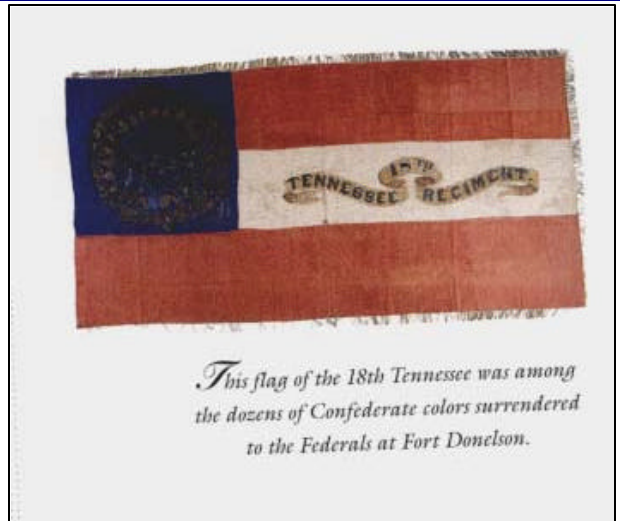 18TH
TENNESSEE REGIMENT.
This flag of the 18th Tennessee was among
the dozens of Confederate colors surrendered
to the Federals at Fort Donelson.